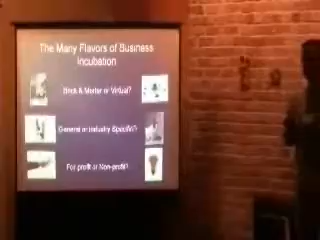 The Many Flavors of Business
Incubation
Brick & Mortar or Virtual?
General or Industry Specific?
For profit or Non-profit?